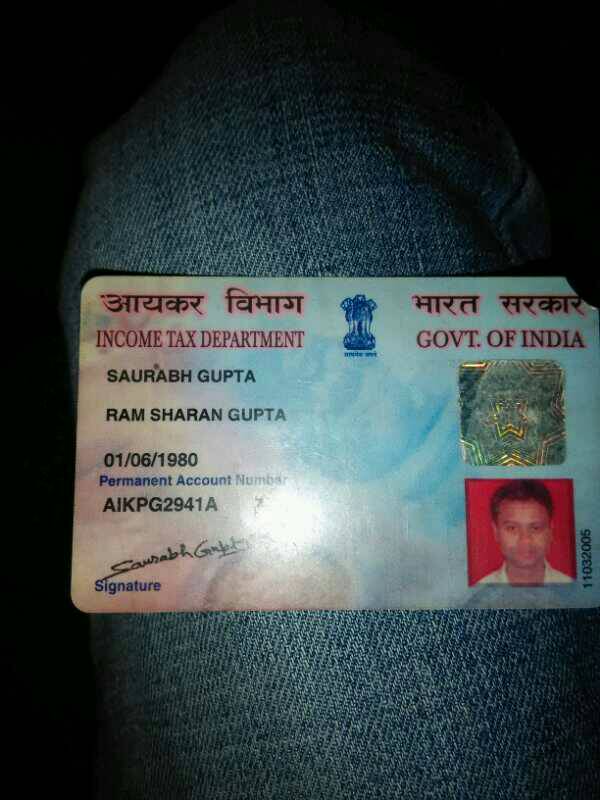 आयकर विभाग
INCOME TAX DEPARTMENT
भारत सरकार
GOVT. OF INDIA
सत्यमेव जयते
SAURABH GUPTA
RAM SHARAN GUPTA
01/06/1980
Permanent Account Number
AIKPG2941A
Saurabh Gupta
Signature
11032005